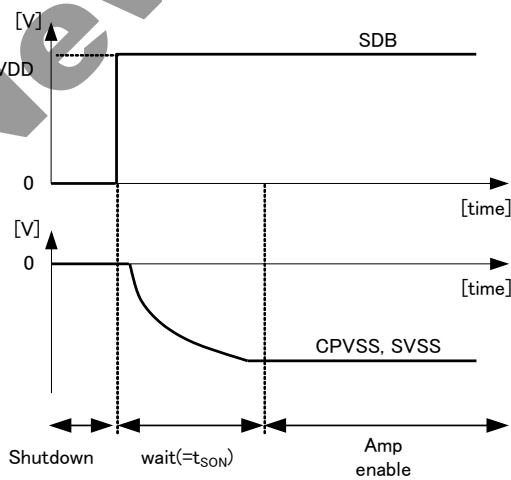 [V]
SDB
VDD
0
[time]
[V]
0
[time]
CPVSS, SVSS
Shutdown
wait(=tSON)
Amp
enable